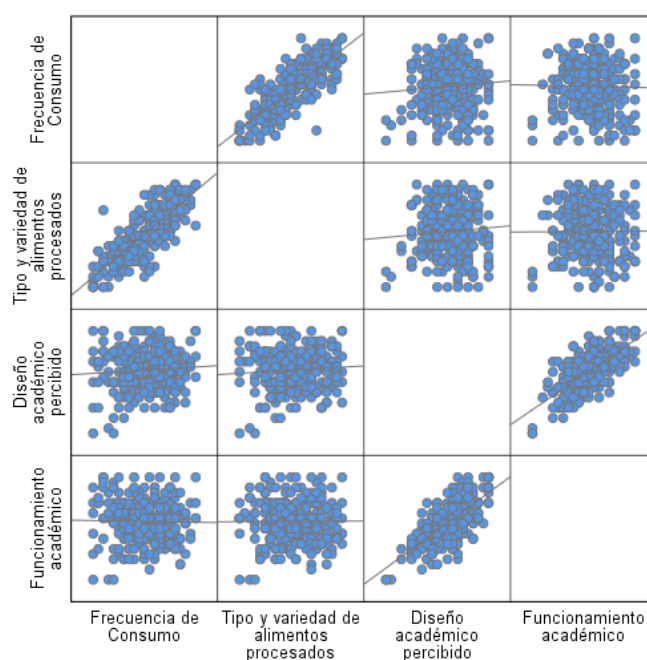 Frecuencia de
Consumo
Tipo y variedad de
alimentos
procesados
Diseño
académico
percibido
Funcionamiento
académico
Frecuencia de
Consumo
Tipo y variedad de
alimentos
procesados
Diseño
académico
percibido
Funcionamiento
académico